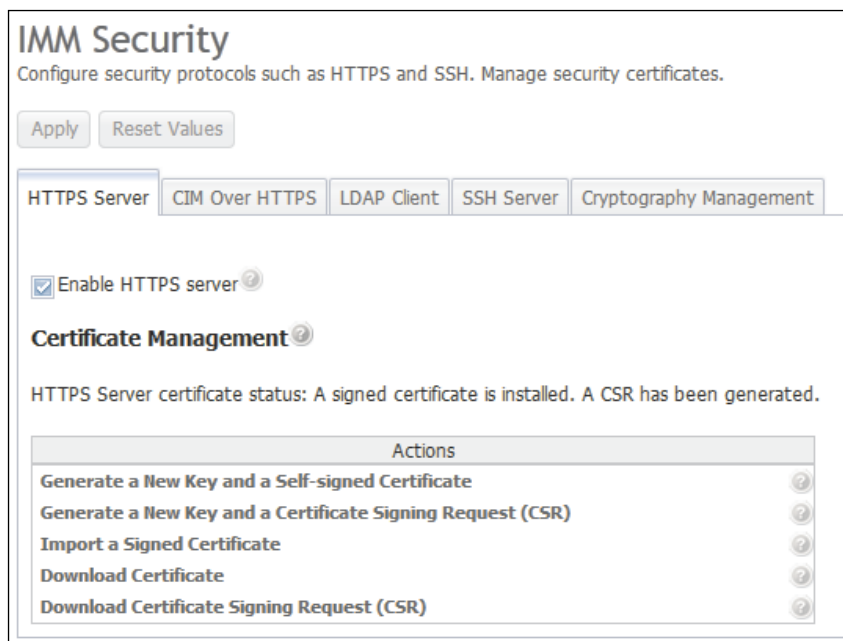 IMM Security
Configure security protocols such as HTTPS and SSH. Manage security certificates.
Apply Reset Values
HTTPS Server CIM Over HTTPS LDAP Client SSH Server Cryptography Management
Enable HTTPS server ?
Certificate Management ?
HTTPS Server certificate status: A signed certificate is installed. A CSR has been generated.
Actions
Generate a New Key and a Self-signed Certificate ?
Generate a New Key and a Certificate Signing Request (CSR) ?
Import a Signed Certificate ?
Download Certificate ?
Download Certificate Signing Request (CSR) ?